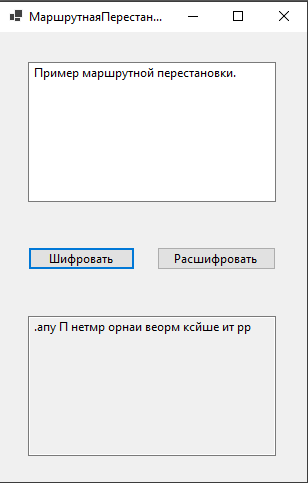 МаршрутнаяПерестан...
Пример маршрутной перестановки.
Шифровать
Расшифровать
.апу П нетмр орнаи веорм ксйше ит рр